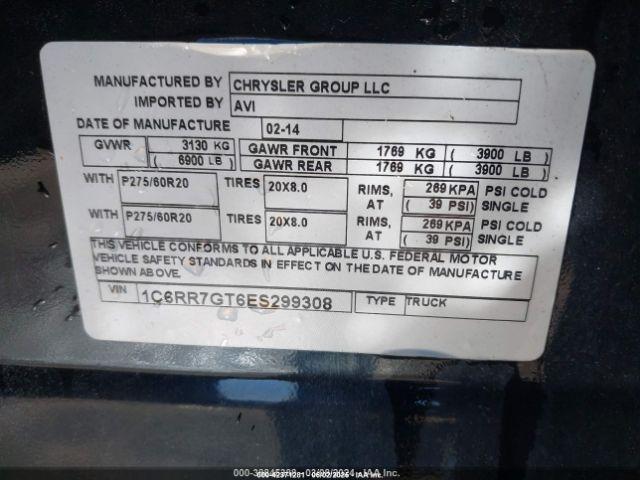 MANUFACTURED BY CHRYSLER GROUP LLC
IMPORTED BY AVI
DATE OF MANUFACTURE 02-14
GVWR 3130 KG GAWR FRONT 1769 KG ( 3900 LB )
( 6900 LB ) GAWR REAR 1769 KG ( 3900 LB )
WITH P275/60R20 TIRES 20X8.0 RIMS, AT 269 KPA ( 39 PSI) PSI COLD SINGLE
WITH P275/60R20 TIRES 20X8.0 RIMS, AT 269 KPA ( 39 PSI) PSI COLD SINGLE
THIS VEHICLE CONFORMS TO ALL APPLICABLE U.S. FEDERAL MOTOR
VEHICLE SAFETY STANDARDS IN EFFECT ON THE DATE OF MANUFACTURE
SHOWN ABOVE
VIN 1C6RR7GT6ES299308 TYPE TRUCK